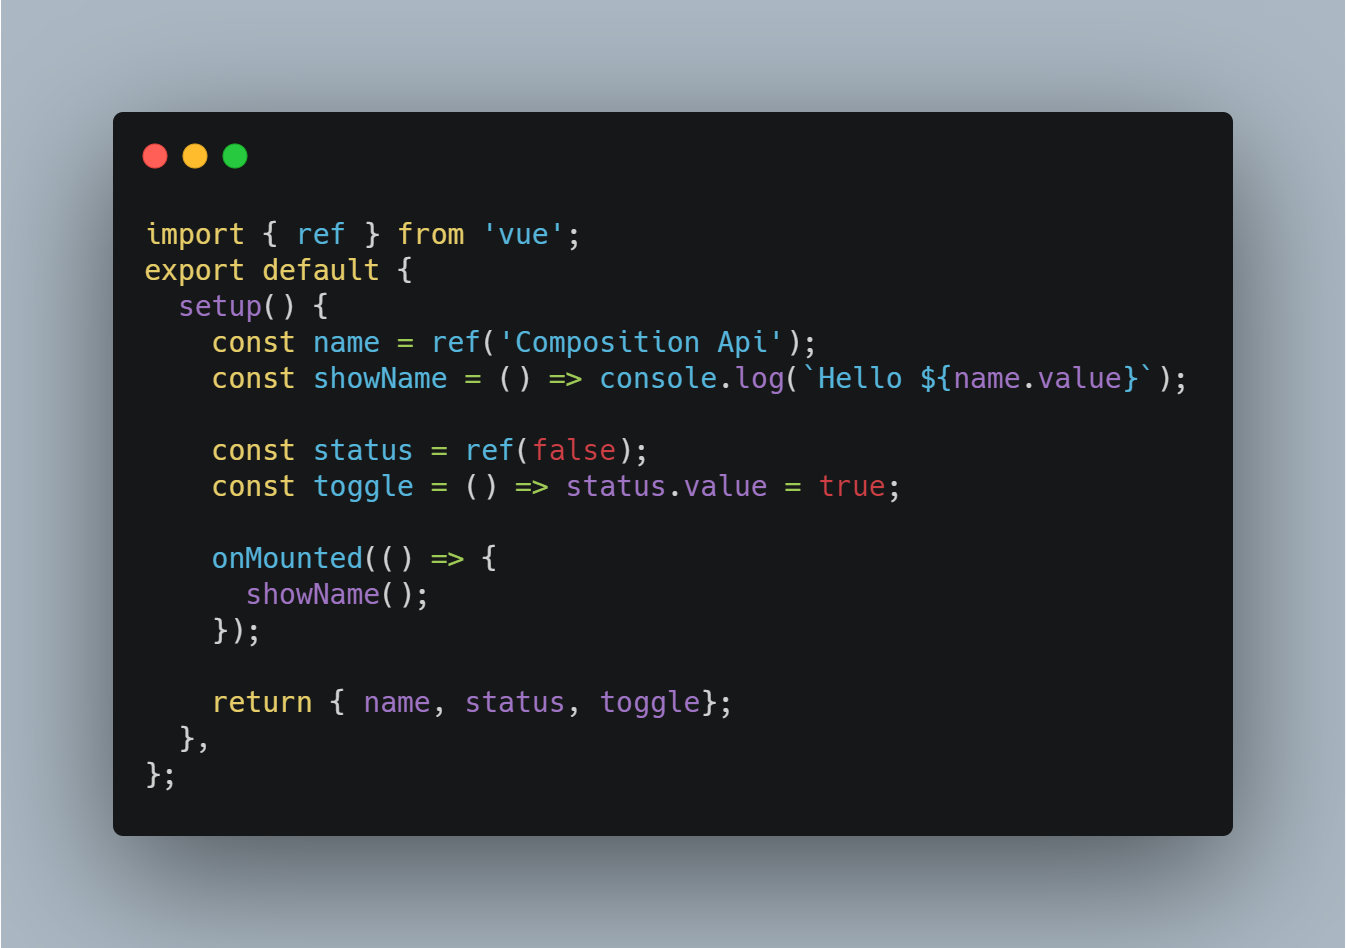 import { ref } from 'vue';
export default {
  setup() {
    const name = ref('Composition Api');
    const showName = () => console.log(`Hello ${name.value}`);

    const status = ref(false);
    const toggle = () => status.value = true;

    onMounted(() => {
      showName();
    });

    return { name, status, toggle};
  },
};